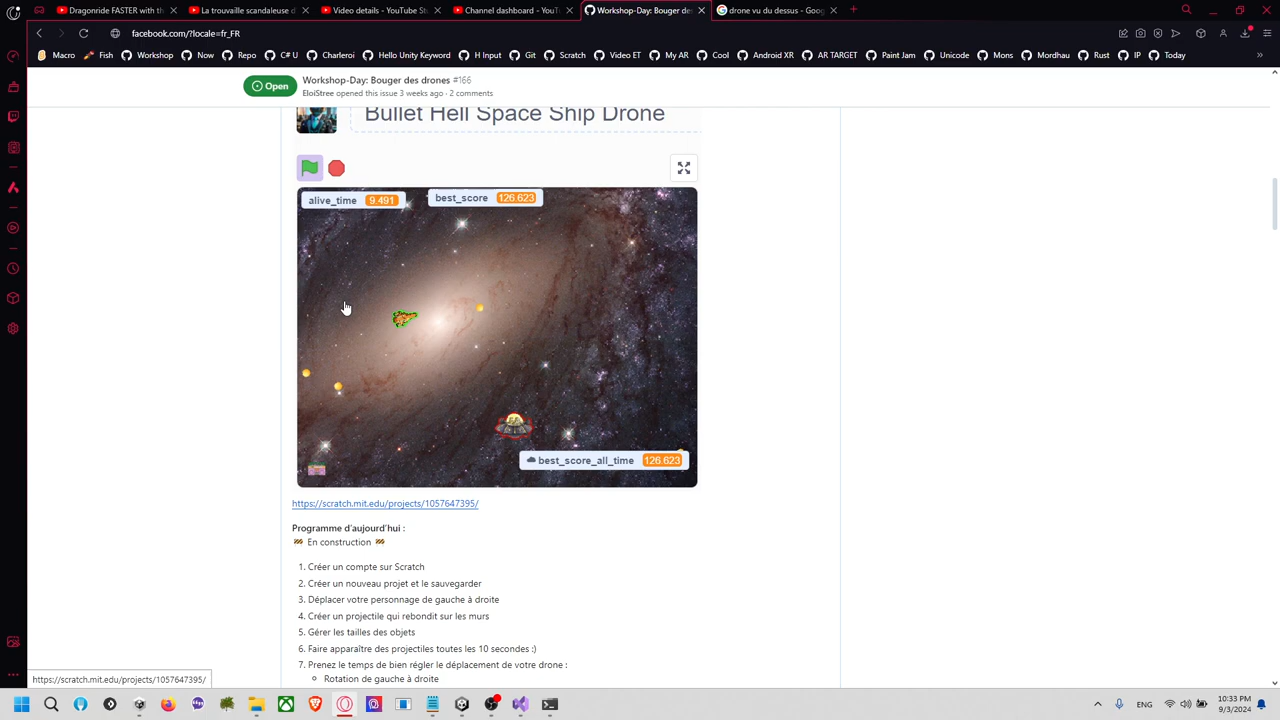 Dragonride FASTER with th
La trouvaille scandaleuse d'
Video details - YouTube St
Channel dashboard - YouTu
Workshop-Day: Bouger des
drone vu du dessus - Goog
facebook.com/?locale=fr_FR
Macro Fish Workshop Now Repo C# U Charleroi Hello Unity Keyword H Input Git Scratch Video ET My AR Cool Android XR AR TARGET Paint Jam Unicode Mons Mordhau Rust IP Today
Open
Workshop-Day: Bouger des drones #166
EloiStree opened this issue 3 weeks ago · 2 comments
Bullet Hell Space Ship Drone
alive_time 9.491
best_score 126.623
best_score_all_time 126.623
https://scratch.mit.edu/projects/1057647395/
Programme d'aujourd'hui :
En construction
1. Créer un compte sur Scratch
2. Créer un nouveau projet et le sauvegarder
3. Déplacer votre personnage de gauche à droite
4. Créer un projectile qui rebondit sur les murs
5. Gérer les tailles des objets
6. Faire apparaître des projectiles toutes les 10 secondes :)
7. Prenez le temps de bien régler le déplacement de votre drone :
Rotation de gauche à droite
https://scratch.mit.edu/projects/1057647395/
ENG
10:33 PM
9/3/2024